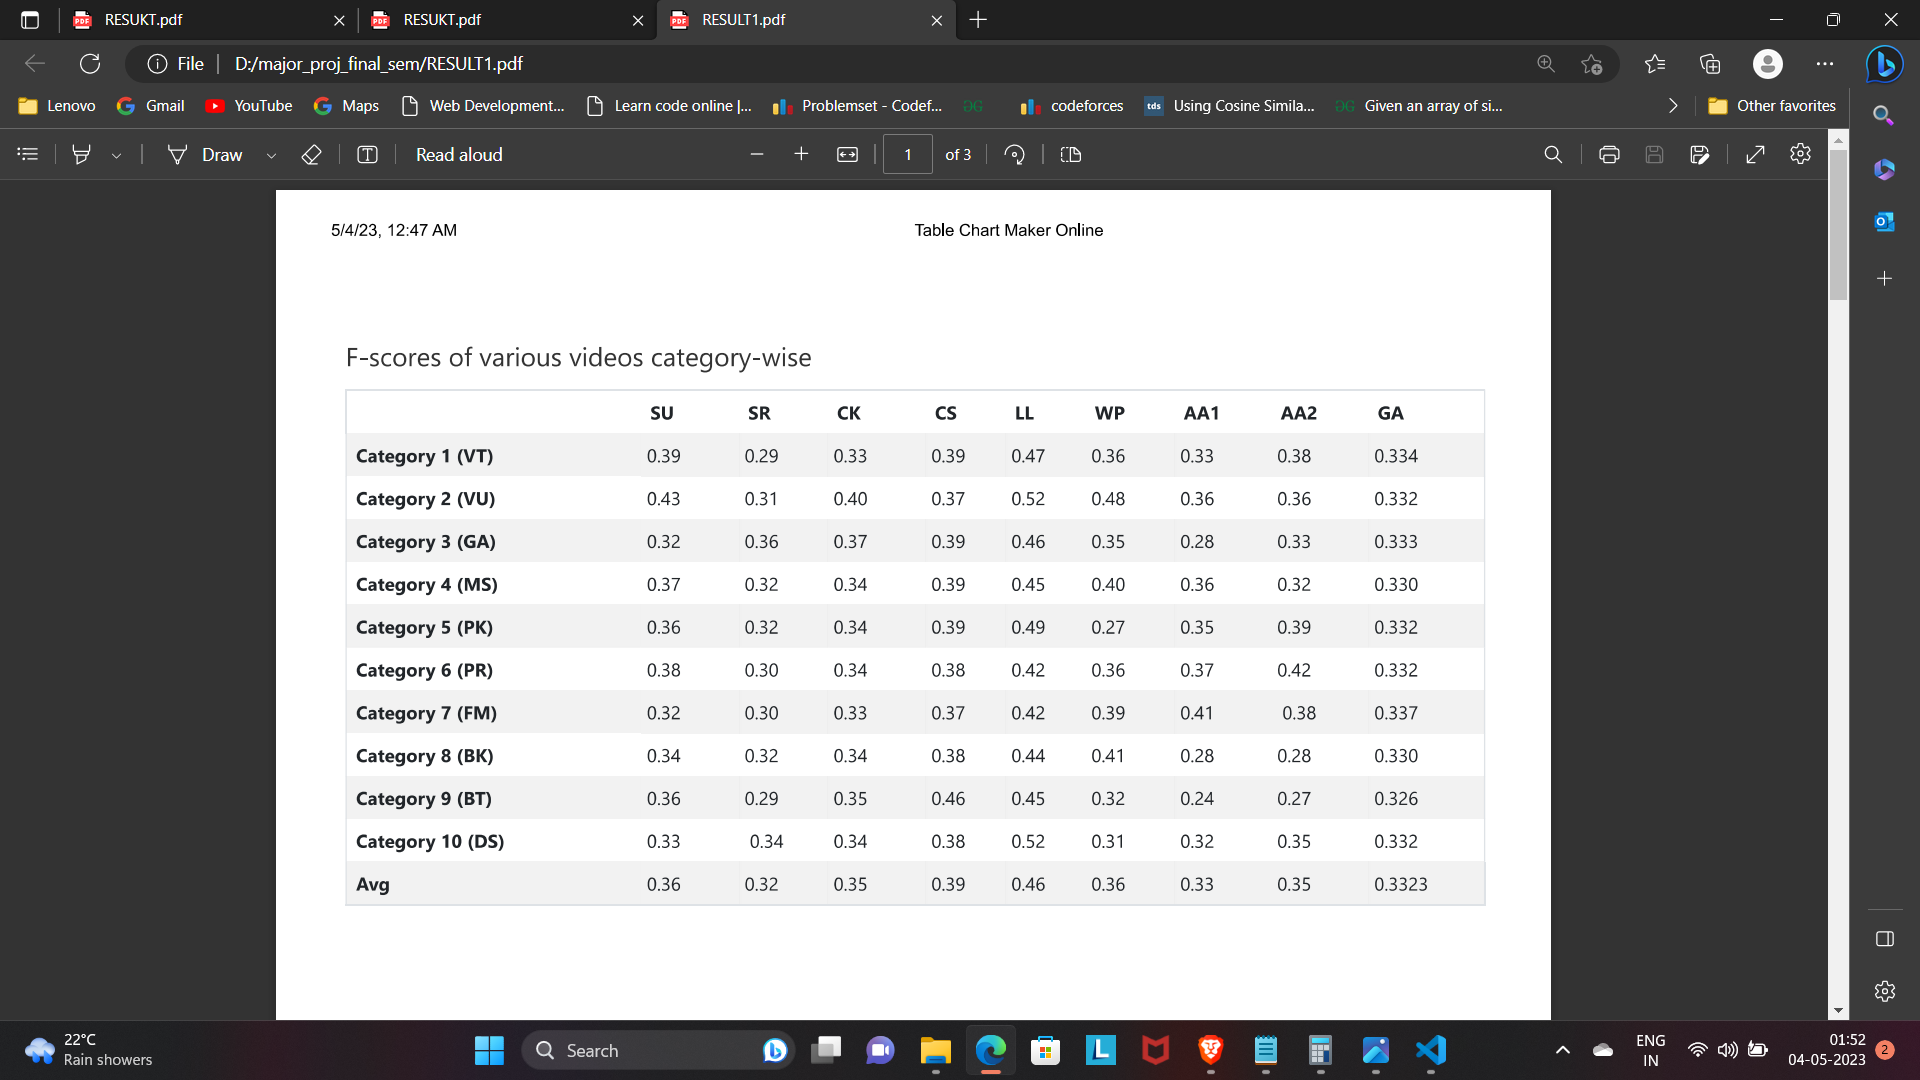 RESUKT.pdf RESUKT.pdf RESULT1.pdf
File D:/major_proj_final_sem/RESULT1.pdf
Lenovo Gmail YouTube Maps Web Development... Learn code online |... Problemset - Codef... codeforces tds Using Cosine Simila... Given an array of si... Other favorites
Draw Read aloud 1 of 3
5/4/23, 12:47 AM Table Chart Maker Online
F-scores of various videos category-wise
SU SR CK CS LL WP AA1 AA2 GA
Category 1 (VT) 0.39 0.29 0.33 0.39 0.47 0.36 0.33 0.38 0.334
Category 2 (VU) 0.43 0.31 0.40 0.37 0.52 0.48 0.36 0.36 0.332
Category 3 (GA) 0.32 0.36 0.37 0.39 0.46 0.35 0.28 0.33 0.333
Category 4 (MS) 0.37 0.32 0.34 0.39 0.45 0.40 0.36 0.32 0.330
Category 5 (PK) 0.36 0.32 0.34 0.39 0.49 0.27 0.35 0.39 0.332
Category 6 (PR) 0.38 0.30 0.34 0.38 0.42 0.36 0.37 0.42 0.332
Category 7 (FM) 0.32 0.30 0.33 0.37 0.42 0.39 0.41 0.38 0.337
Category 8 (BK) 0.34 0.32 0.34 0.38 0.44 0.41 0.28 0.28 0.330
Category 9 (BT) 0.36 0.29 0.35 0.46 0.45 0.32 0.24 0.27 0.326
Category 10 (DS) 0.33 0.34 0.34 0.38 0.52 0.31 0.32 0.35 0.332
Avg 0.36 0.32 0.35 0.39 0.46 0.36 0.33 0.35 0.3323
22°C
Rain showers
Search
ENG
IN
01:52
04-05-2023
2